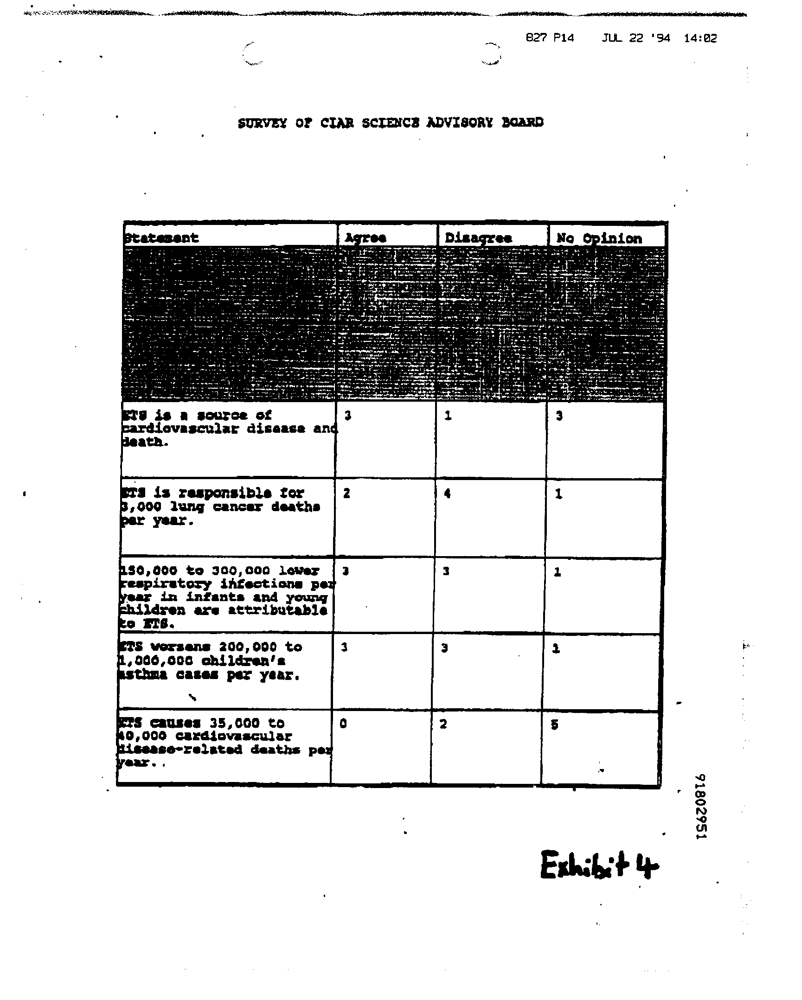 827 P14 JUL 22 '94 14:02
SURVEY OF CIAR SCIENCE ADVISORY BOARD
Statement Agree Disagree No Opinion
ETS is a source of 3 1 3
cardiovascular disease and
death.
ETS is responsible for 2 4 1
3,000 lung cancer deaths
per year.
150,000 to 300,000 lower 3 3 1
respiratory infections per
year in infants and young
children are attributable
to ETS.
ETS worsens 200,000 to 3 3 1
1,000,000 children's
asthma cases per year.
ETS causes 35,000 to 0 2 5
40,000 cardiovascular
disease-related deaths per
year.
91802951
Exhibit 4